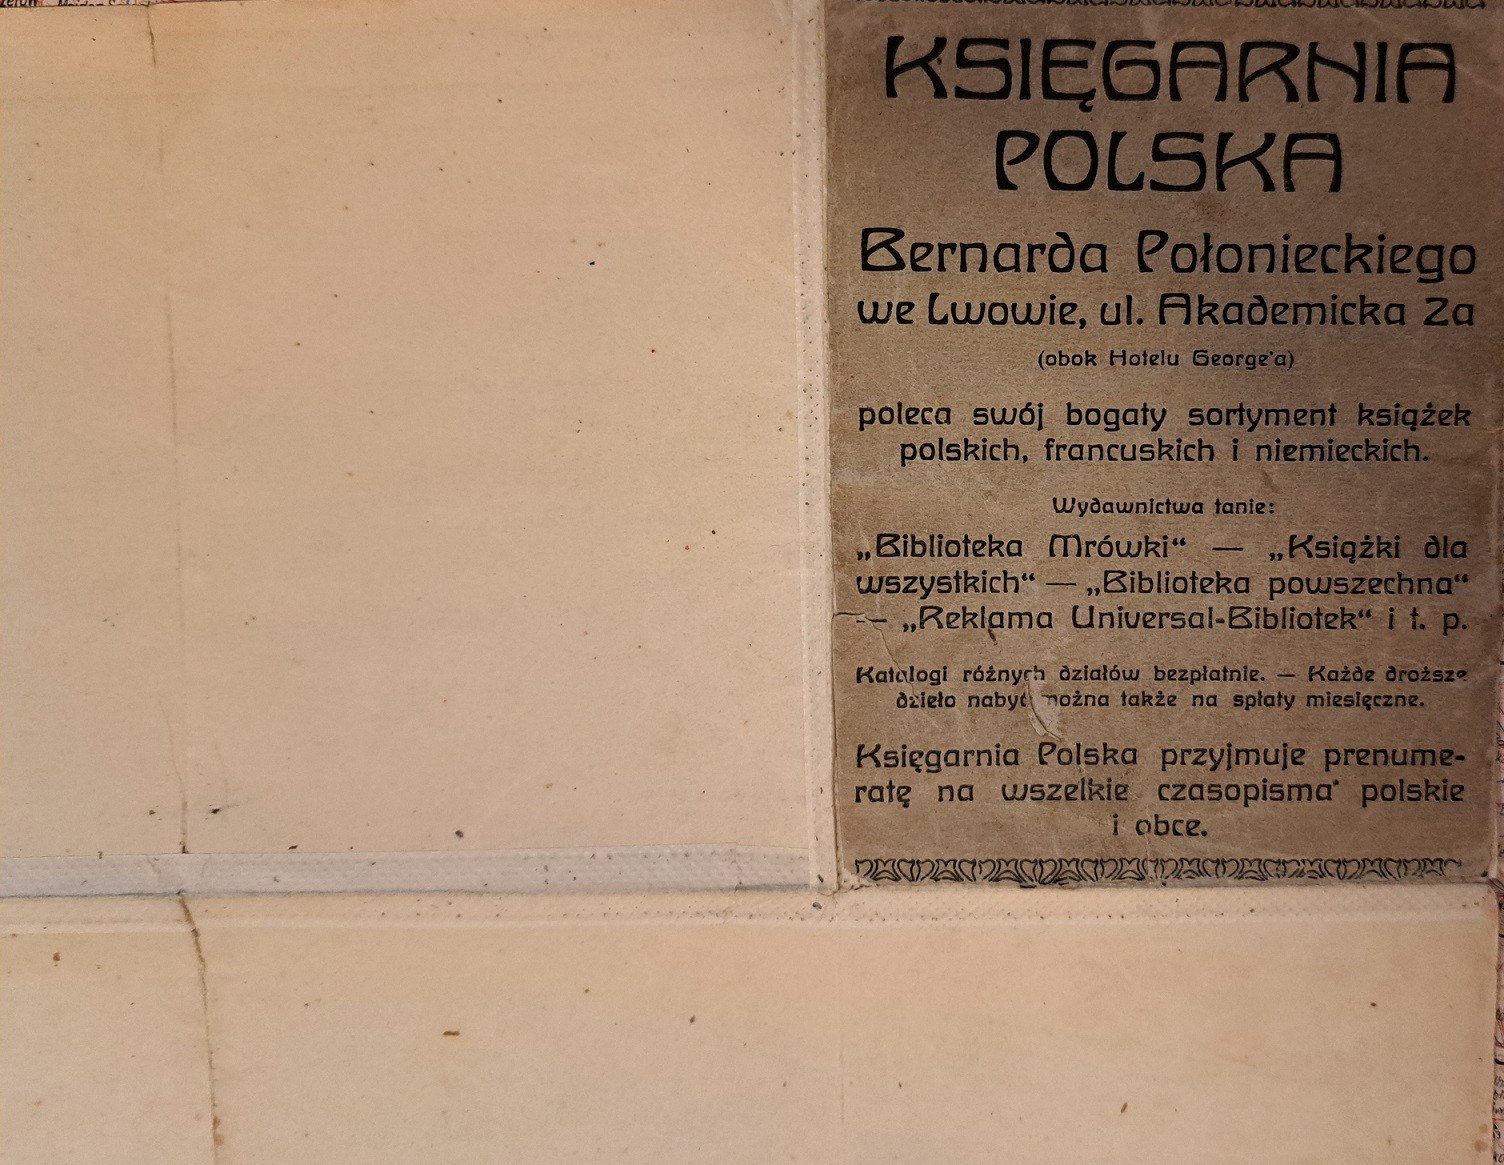 KSIĘGARNIA
POLSKA
Bernarda Połonieckiego
we Lwowie, ul. Akademicka 2a
(obok Hotelu George'a)
poleca swój bogaty sortyment książek
polskich, francuskich i niemieckich.
Wydawnictwa tanie:
„Biblioteka Mrówki“ — „Książki dla
wszystkich“ — „Biblioteka powszechna“
— „Reklama Universal-Bibliotek“ i t. p.
Katalogi różnych działów bezpłatnie. — Każde droższe
dzieło nabyć można także na spłaty miesięczne.
Księgarnia Polska przyjmuje prenume-
ratę na wszelkie czasopisma polskie
i obce.